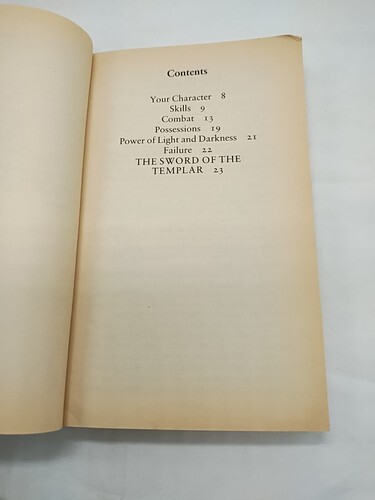 Contents
Your Character 8
Skills 9
Combat 13
Possessions 19
Power of Light and Darkness 21
Failure 22
THE SWORD OF THE
TEMPLAR 23